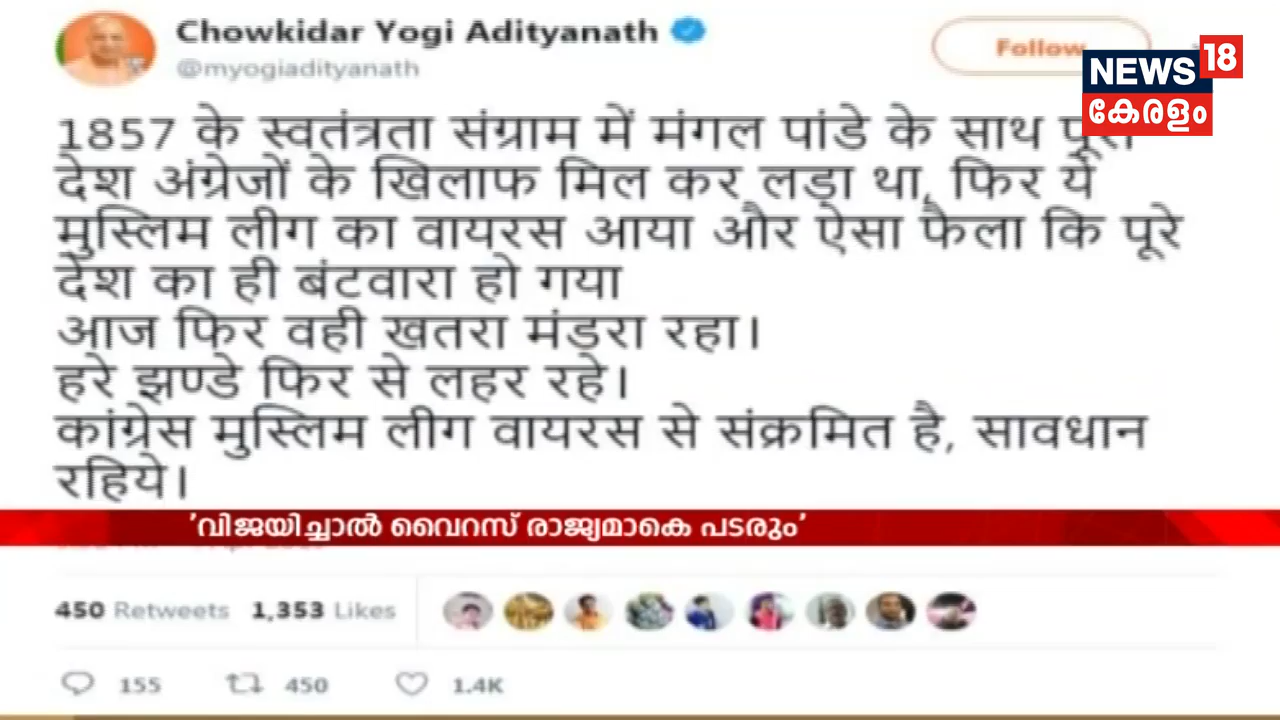 Chowkidar Yogi Adityanath
@myogiadityanath
Follow
NEWS 18
കേരളം
1857 के स्वतंत्रता संग्राम में मंगल पांडे के साथ
देश अंग्रेजों के खिलाफ मिल कर लड़ा था, फिर ये
मुस्लिम लीग का वायरस आया और ऐसा फैला कि पूरे
देश का ही बंटवारा हो गया
आज फिर वही खतरा मंडरा रहा।
हरे झण्डे फिर से लहर रहे।
कांग्रेस मुस्लिम लीग वायरस से संक्रमित है, सावधान
रहिये।
'വിജയിച്ചാൽ വൈറസ് രാജ്യമാകെ പടരും'
450 Retweets 1,353 Likes
155 450 1.4K